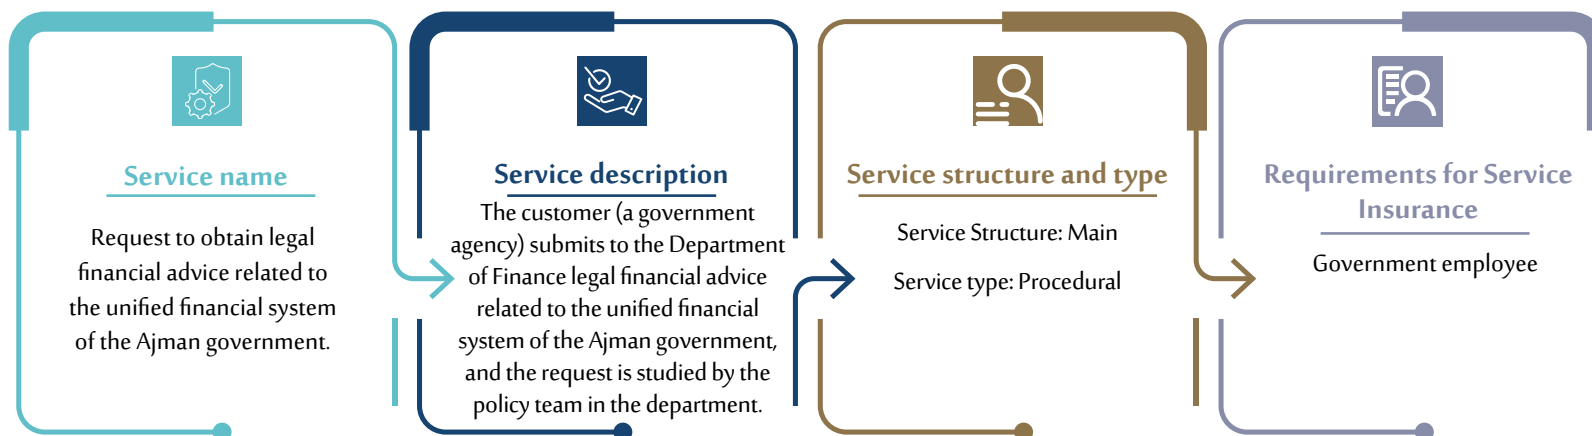 Service name
Request to obtain legal
financial advice related to
the unified financial system
of the Ajman government.
Service description
The customer (a government
agency) submits to the Department
of Finance legal financial advice
related to the unified financial
system of the Ajman government,
and the request is studied by the
policy team in the department.
Service structure and type
Service Structure: Main
Service type: Procedural
Requirements for Service
Insurance
Government employee